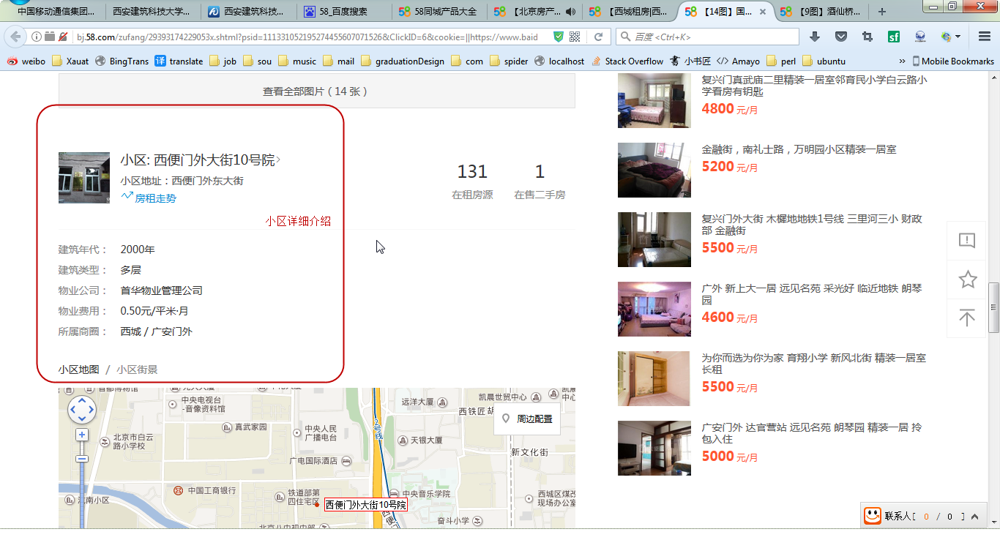 中国移动通信集团...
西安建筑科技大学...
西安建筑科技...
58_百度搜索
58同城产品大全
【北京房产...
【西城租房|西...
【14图】国...
【9图】酒仙桥...
bj.58.com/zufang/29393174229053x.shtml?psid=111331052195274455607071526&ClickID=6&cookie=||https://www.baid
百度 <Ctrl+K>
weibo
Xauat
BingTrans
translate
job
sou
music
mail
graduationDesign
com
spider
localhost
Stack Overflow
小书匠
Amayo
perl
ubuntu
Mobile Bookmarks
查看全部图片（14 张）
小区: 西便门外大街10号院>
小区地址：西便门外东大街
房租走势
131
在租房源
1
在售二手房
小区详细介绍
建筑年代： 2000年
建筑类型： 多层
物业公司： 首华物业管理公司
物业费用： 0.50元/平米·月
所属商圈： 西城 / 广安门外
小区地图 / 小区街景
首都博物馆
中央电视台
-音像资料馆
真武家园
北京市白云
路小学校
中央人民
广播电台
广电国际酒店
中国工商银行
铁道部第
四住宅区
西便门外大街10号院
2号线
远洋大厦
凯晨世贸中心
凯晨
中心
西铁匠胡
周边配置
天银大厦
新文化街
中央音乐学院
西城区煤改
现场办公室
奋斗小学
复兴门真武庙二里精装一居室邻育民小学白云路小
学看房有钥匙
4800 元/月
金融街，南礼士路，万明园小区精装一居室
5200 元/月
复兴门外大街 木樨地地铁1号线 三里河三小 财政
部 金融街
5500 元/月
广外 新上大一居 远见名苑 采光好 临近地铁 朗琴
园
4600 元/月
为你而选为你为家 育翔小学 新风北街 精装一居室
长租
5500 元/月
广安门外 达官营站 远见名苑 朗琴园 精装一居 拎
包入住
5000 元/月
联系人[ 0 / 0 ]